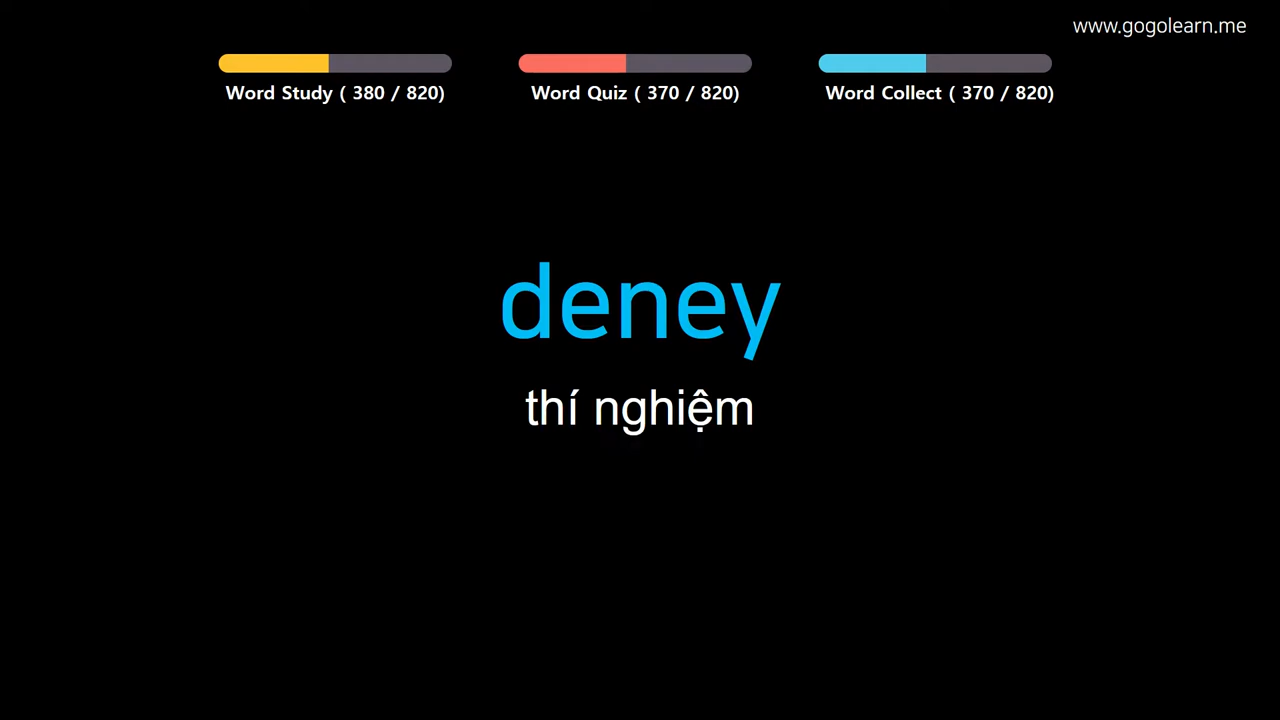 www.gogolearn.me
Word Study ( 380 / 820)
Word Quiz ( 370 / 820)
Word Collect ( 370 / 820)
deney
thí nghiệm